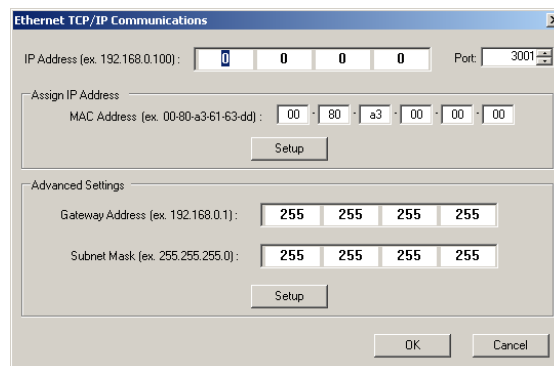 Ethernet TCP/IP Communications
IP Address (ex. 192.168.0.100) : 0 0 0 0 Port: 3001
Assign IP Address
MAC Address (ex. 00-80-a3-61-63-dd) : 00 - 80 - a3 - 00 - 00 - 00
Setup
Advanced Settings
Gateway Address (ex. 192.168.0.1) : 255 255 255 255
Subnet Mask (ex. 255.255.255.0) : 255 255 255 255
Setup
OK Cancel